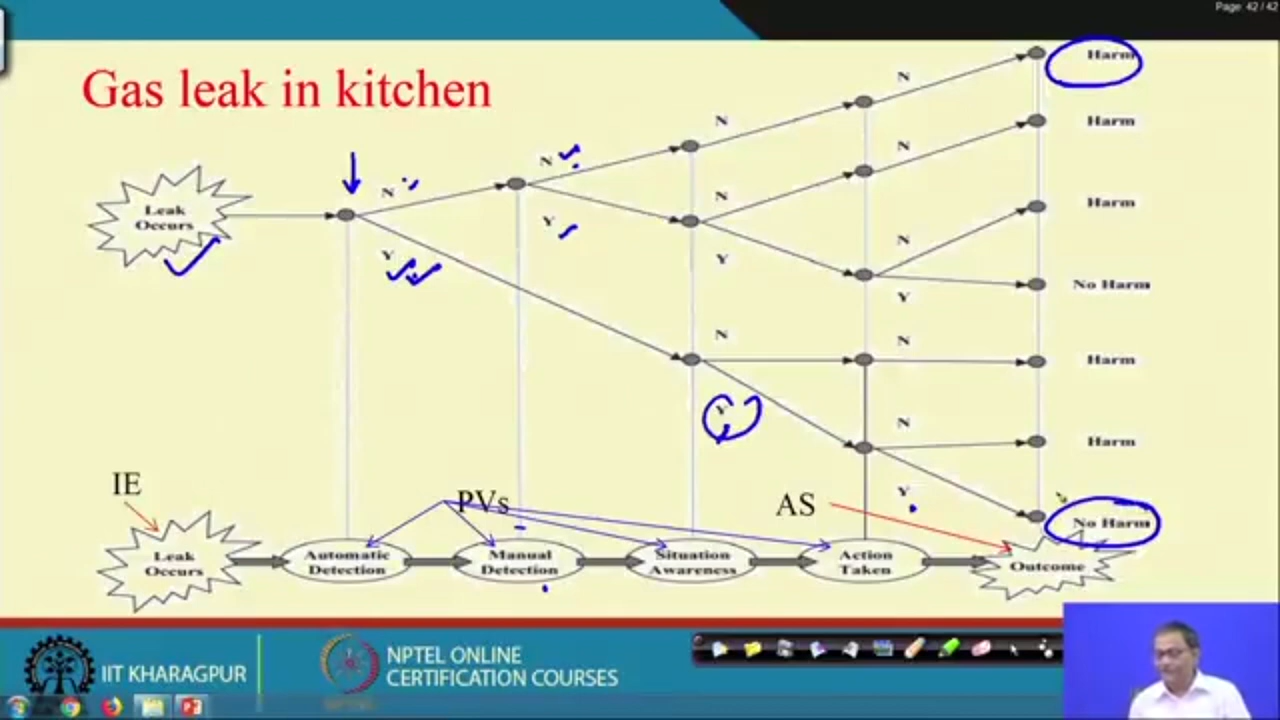 Page: 42 / 42
Gas leak in kitchen
Harm
N
N
Harm
N
N
Leak
Occurs
N
N
Harm
Y
N
Y
Y
No Harm
Y
N
N
Harm
Y
N
Harm
IE
PVs
AS
Y
No Harm
Leak
Occurs
Automatic
Detection
Manual
Detection
Situation
Awareness
Action
Taken
Outcome
IIT KHARAGPUR
NPTEL ONLINE
CERTIFICATION COURSES